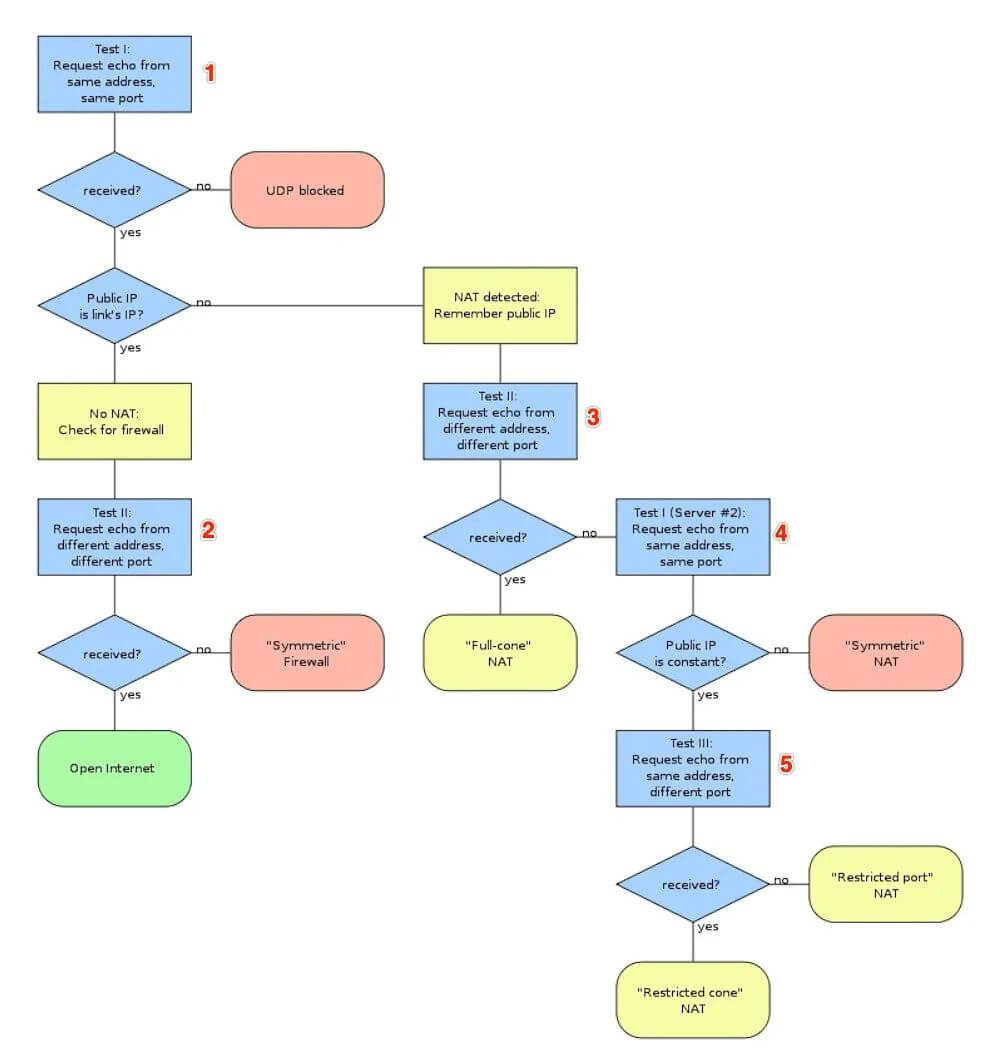 Test I:
Request echo from
same address,
same port
1
received?
no
UDP blocked
yes
Public IP
is link's IP?
no
NAT detected:
Remember public IP
yes
No NAT:
Check for firewall
Test II:
Request echo from
different address,
different port
3
Test II:
Request echo from
different address,
different port
2
received?
no
Test I (Server #2):
Request echo from
same address,
same port
4
yes
received?
no
"Symmetric"
Firewall
"Full-cone"
NAT
Public IP
is constant?
no
"Symmetric"
NAT
yes
yes
Open Internet
Test III:
Request echo from
same address,
different port
5
received?
no
"Restricted port"
NAT
yes
"Restricted cone"
NAT